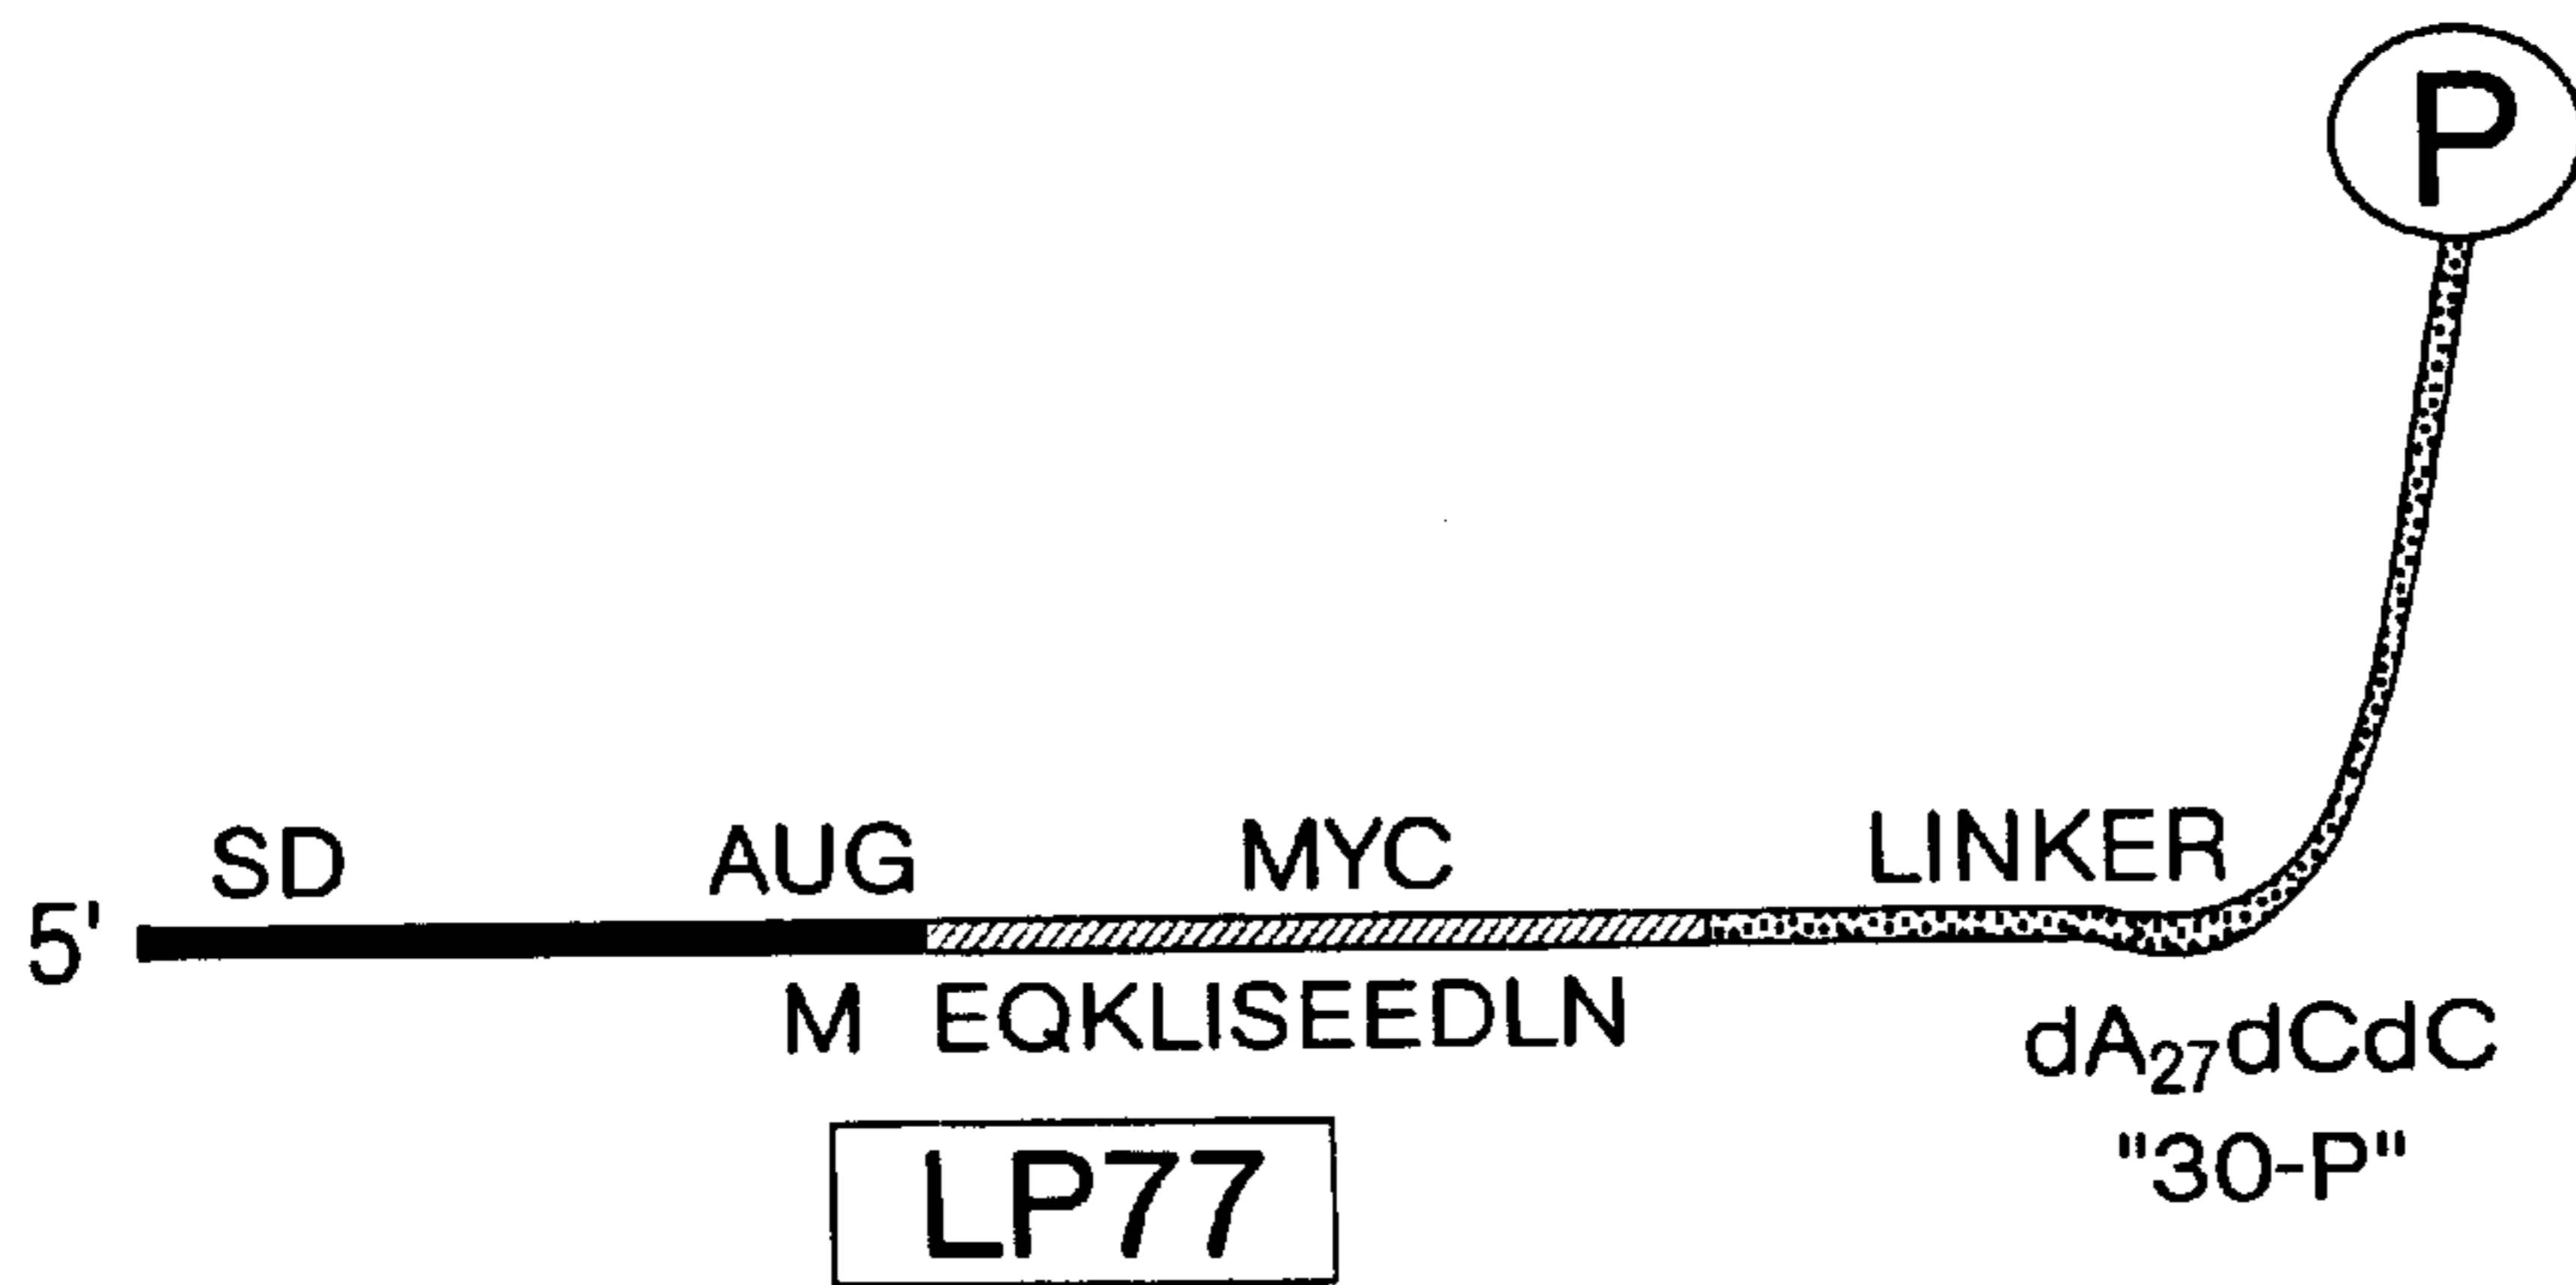 P
SD AUG MYC LINKER
5'
M EQKLISEEDLN
dA₂₇dCdC
"30-P"
LP77